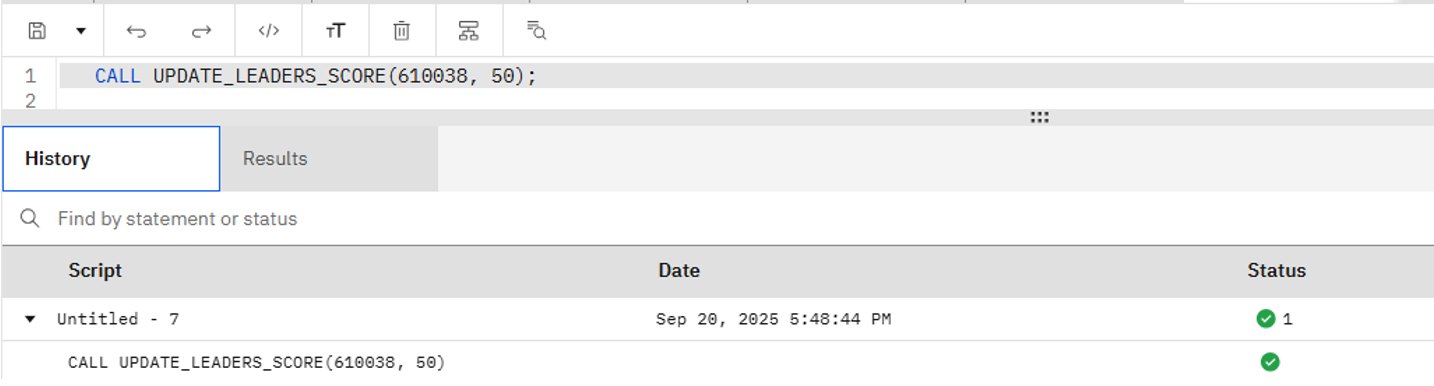 </>
TT
1 CALL UPDATE_LEADERS_SCORE(610038, 50);
2
History Results
Find by statement or status
Script Date Status
Untitled - 7 Sep 20, 2025 5:48:44 PM 1
CALL UPDATE_LEADERS_SCORE(610038, 50)